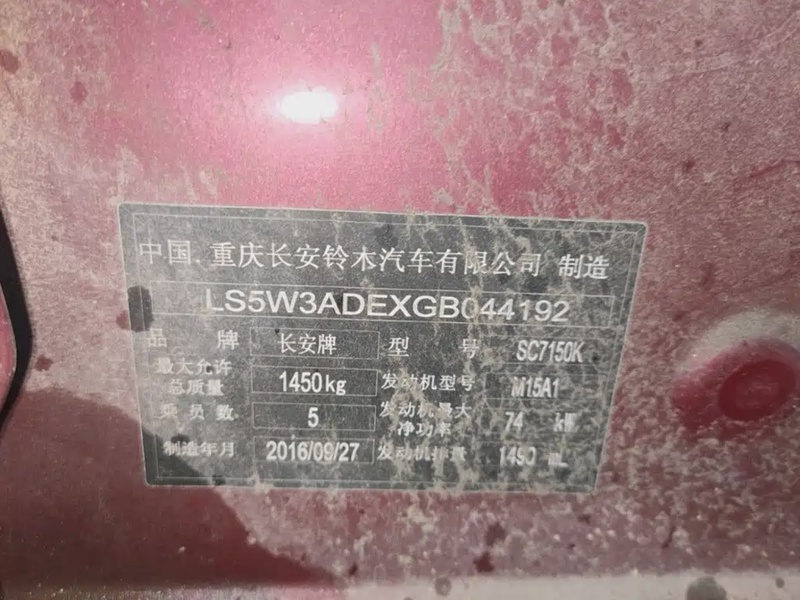 中国.重庆长安铃木汽车有限公司 制造
LS5W3ADEXGB044192
品牌 长安牌 型号 SC7150K
最大允许总质量 1450kg 发动机型号 M15A1
乘员数 5 发动机最大净功率 74 kW
制造年月 2016/09/27 发动机排量 1490 mL